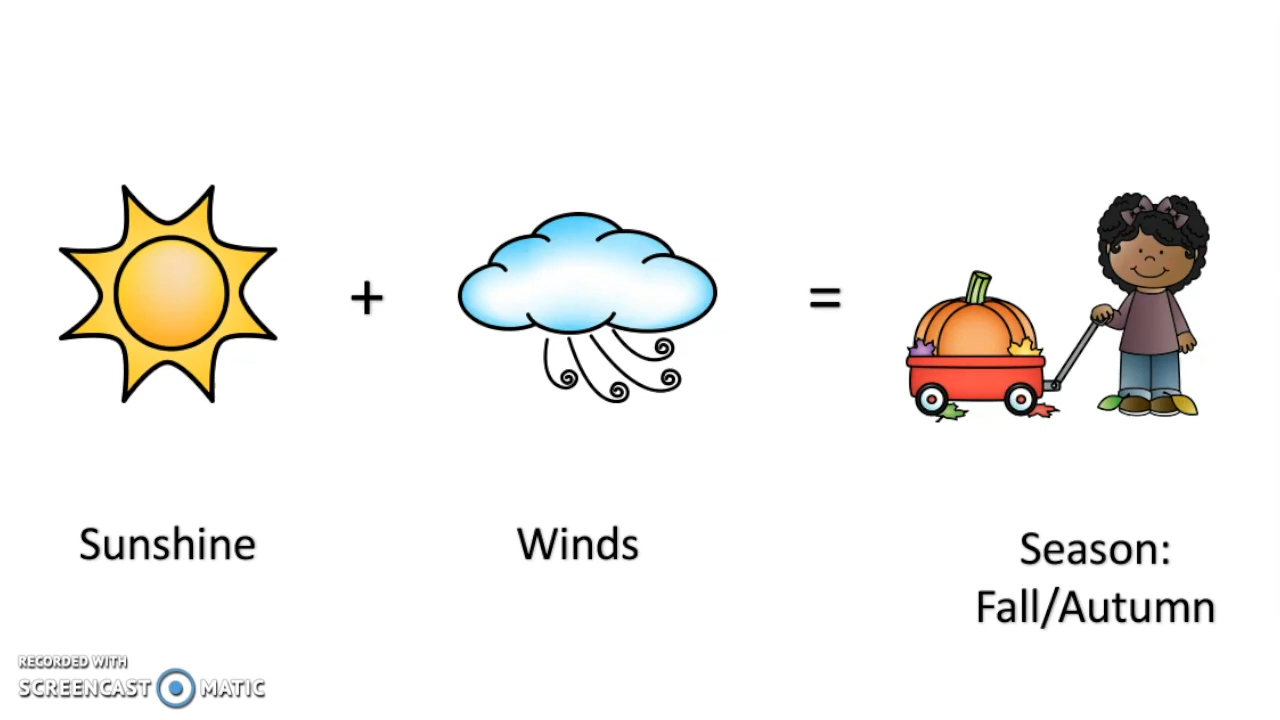 +
=
Sunshine
Winds
Season:
Fall/Autumn
RECORDED WITH
SCREENCAST MATIC